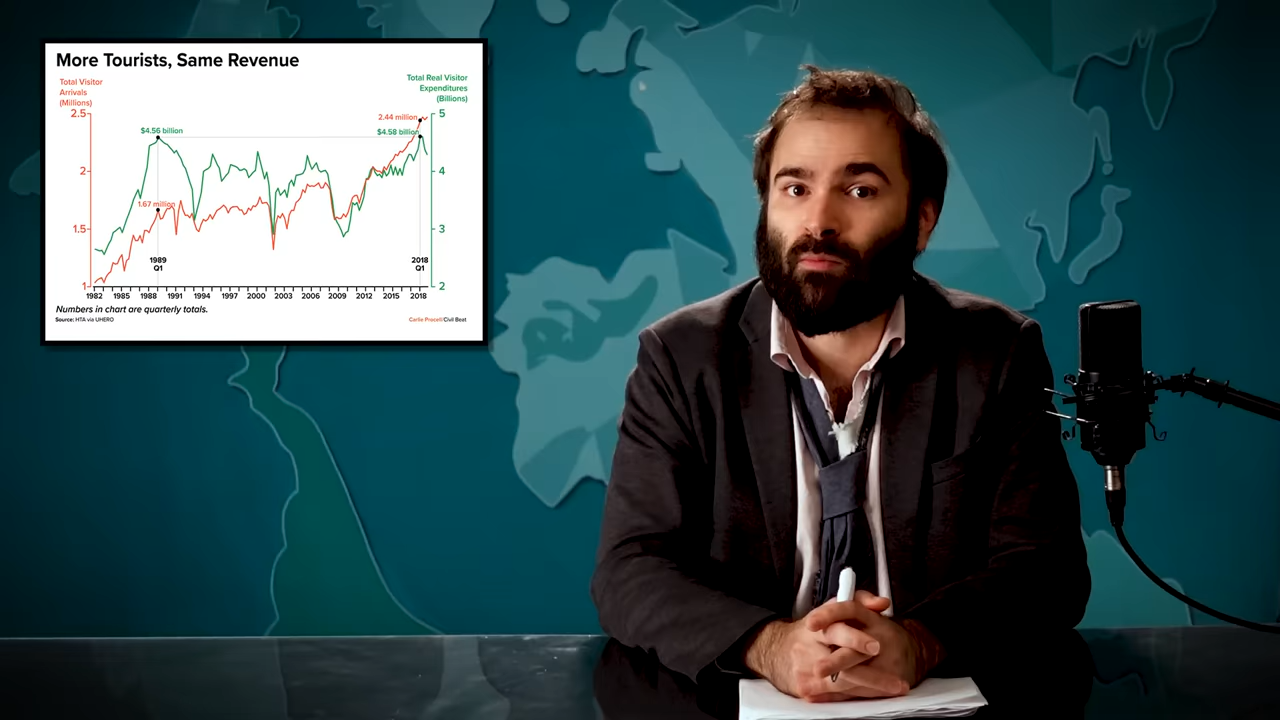 More Tourists, Same Revenue
Total Visitor
Arrivals
(Millions)
Total Real Visitor
Expenditures
(Billions)
2.5
2
1.5
1
5
4
3
2
$4.56 billion
1.67 million
2.44 million
$4.58 billion
1989
Q1
2018
Q1
1982 1985 1988 1991 1994 1997 2000 2003 2006 2009 2012 2015 2018
Numbers in chart are quarterly totals.
Source: HTA via UHERO
Carlie Procell/Civil Beat